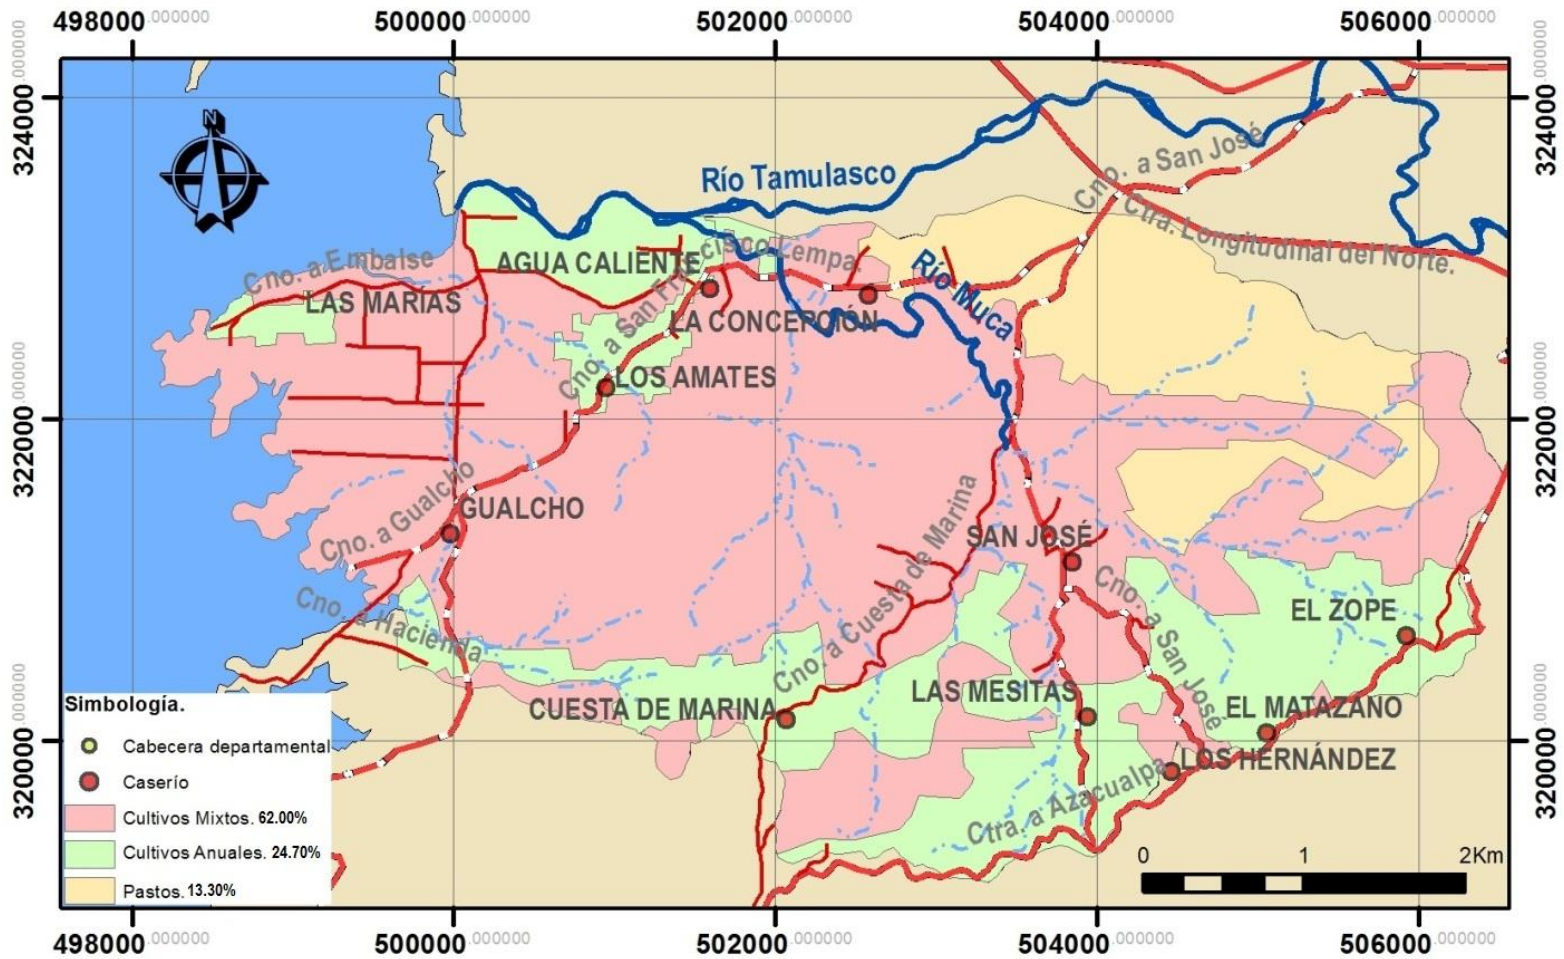 498000.000000 500000.000000 502000.000000 504000.000000 506000.000000
324000.000000
324000.000000
N
Río Tamulasco
Cno. a San José
Ctra. Longitudinal del Norte.
Cno. a Embalse
AGUA CALIENTE
Cno. a San Francisco Lempa.
Río Muca
LAS MARIAS
LA CONCEPCIÓN
322000.000000
322000.000000
LOS AMATES
Cno. a Gualcho
GUALCHO
Cno. a Cuesta de Marina
SAN JOSÉ
Cno. a Hacienda
Cno. a San José
EL ZOPE
CUESTA DE MARINA
LAS MESITAS
EL MATAZANO
LOS HERNÁNDEZ
Ctra. a Azacualpa
320000.000000
320000.000000
Simbología.
Cabecera departamental
Caserío
Cultivos Mixtos. 62.00%
Cultivos Anuales. 24.70%
Pastos. 13.30%
0 1 2Km
498000.000000 500000.000000 502000.000000 504000.000000 506000.000000